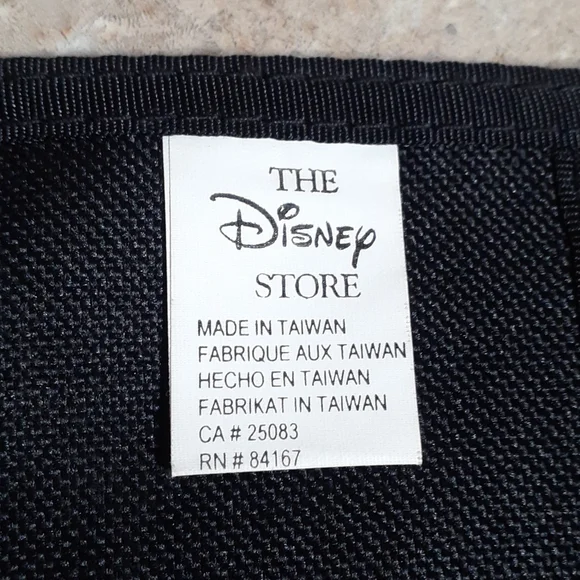 THE
Disney
STORE
MADE IN TAIWAN
FABRIQUE AUX TAIWAN
HECHO EN TAIWAN
FABRIKAT IN TAIWAN
CA # 25083
RN # 84167